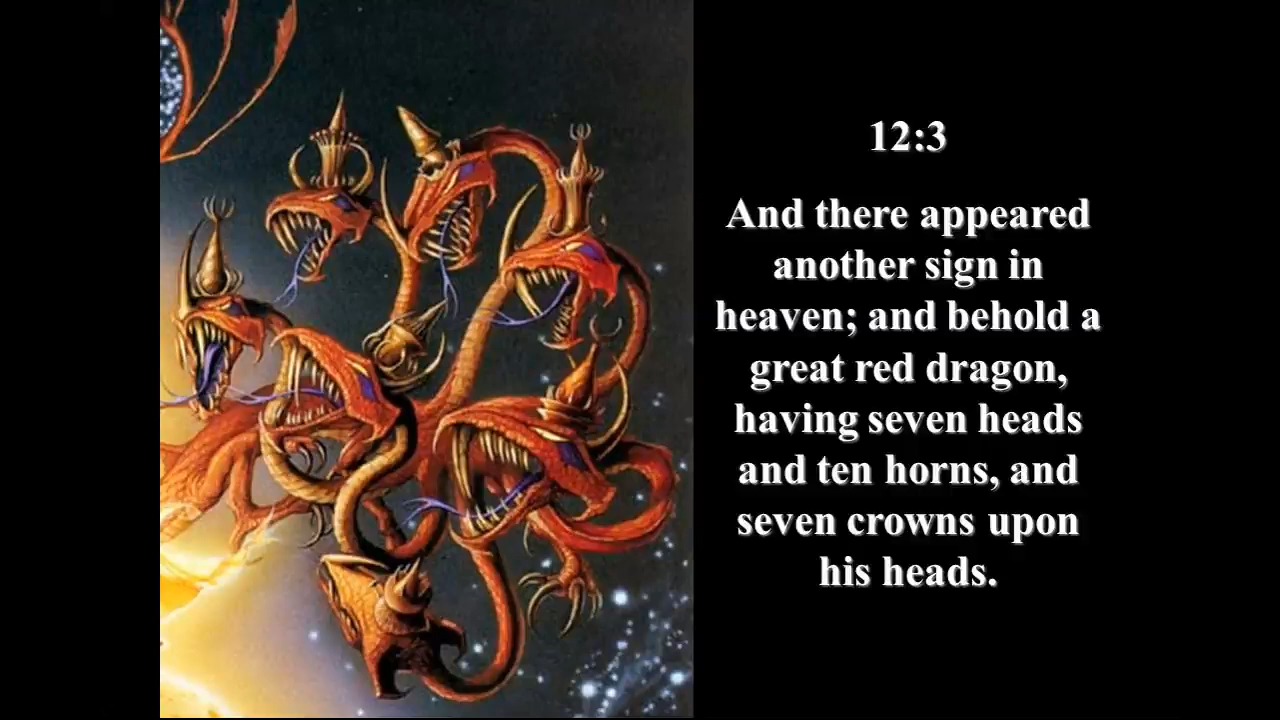 12:3
And there appeared
another sign in
heaven; and behold a
great red dragon,
having seven heads
and ten horns, and
seven crowns upon
his heads.